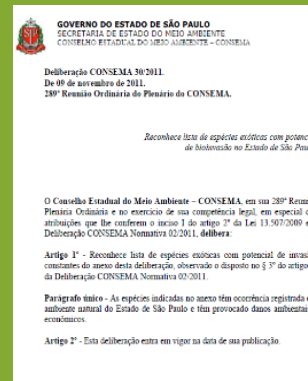 GOVERNO DO ESTADO DE SÃO PAULO
SECRETARIA DE ESTADO DO MEIO AMBIENTE
CONSELHO ESTADUAL DO MEIO AMBIENTE – CONSEMA
Deliberação CONSEMA 30/2011.
De 09 de novembro de 2011.
289ª Reunião Ordinária do Plenário do CONSEMA.
Reconhece lista de espécies exóticas com potenc
de bioinvasão no Estado de São Pau
O Conselho Estadual do Meio Ambiente – CONSEMA, em sua 289ª Reuni
Plenária Ordinária e no exercício de sua competência legal, em especial d
atribuições que lhe conferem o inciso I do artigo 2º da Lei 13.507/2009 e
Deliberação CONSEMA Normativa 02/2011, delibera:
Artigo 1º - Reconhece lista de espécies exóticas com potencial de invasã
constantes do anexo desta deliberação, observado o disposto no § 3º do artigo
da Deliberação CONSEMA Normativa 02-2011.
Parágrafo único - As espécies indicadas no anexo têm ocorrência registrada e
ambiente natural do Estado de São Paulo e têm provocado danos ambientai
econômicos.
Artigo 2º - Esta deliberação entra em vigor na data de sua publicação.